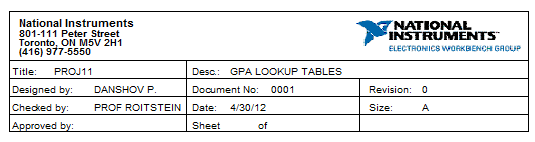 National Instruments
801-111 Peter Street
Toronto, ON M5V 2H1
(416) 977-5550
NATIONAL
INSTRUMENTS™
ELECTRONICS WORKBENCH GROUP
Title: PROJ11 Desc.: GPA LOOKUP TABLES
Designed by: DANSHOV P. Document No: 0001 Revision: 0
Checked by: PROF ROITSTEIN Date: 4/30/12 Size: A
Approved by: Sheet of